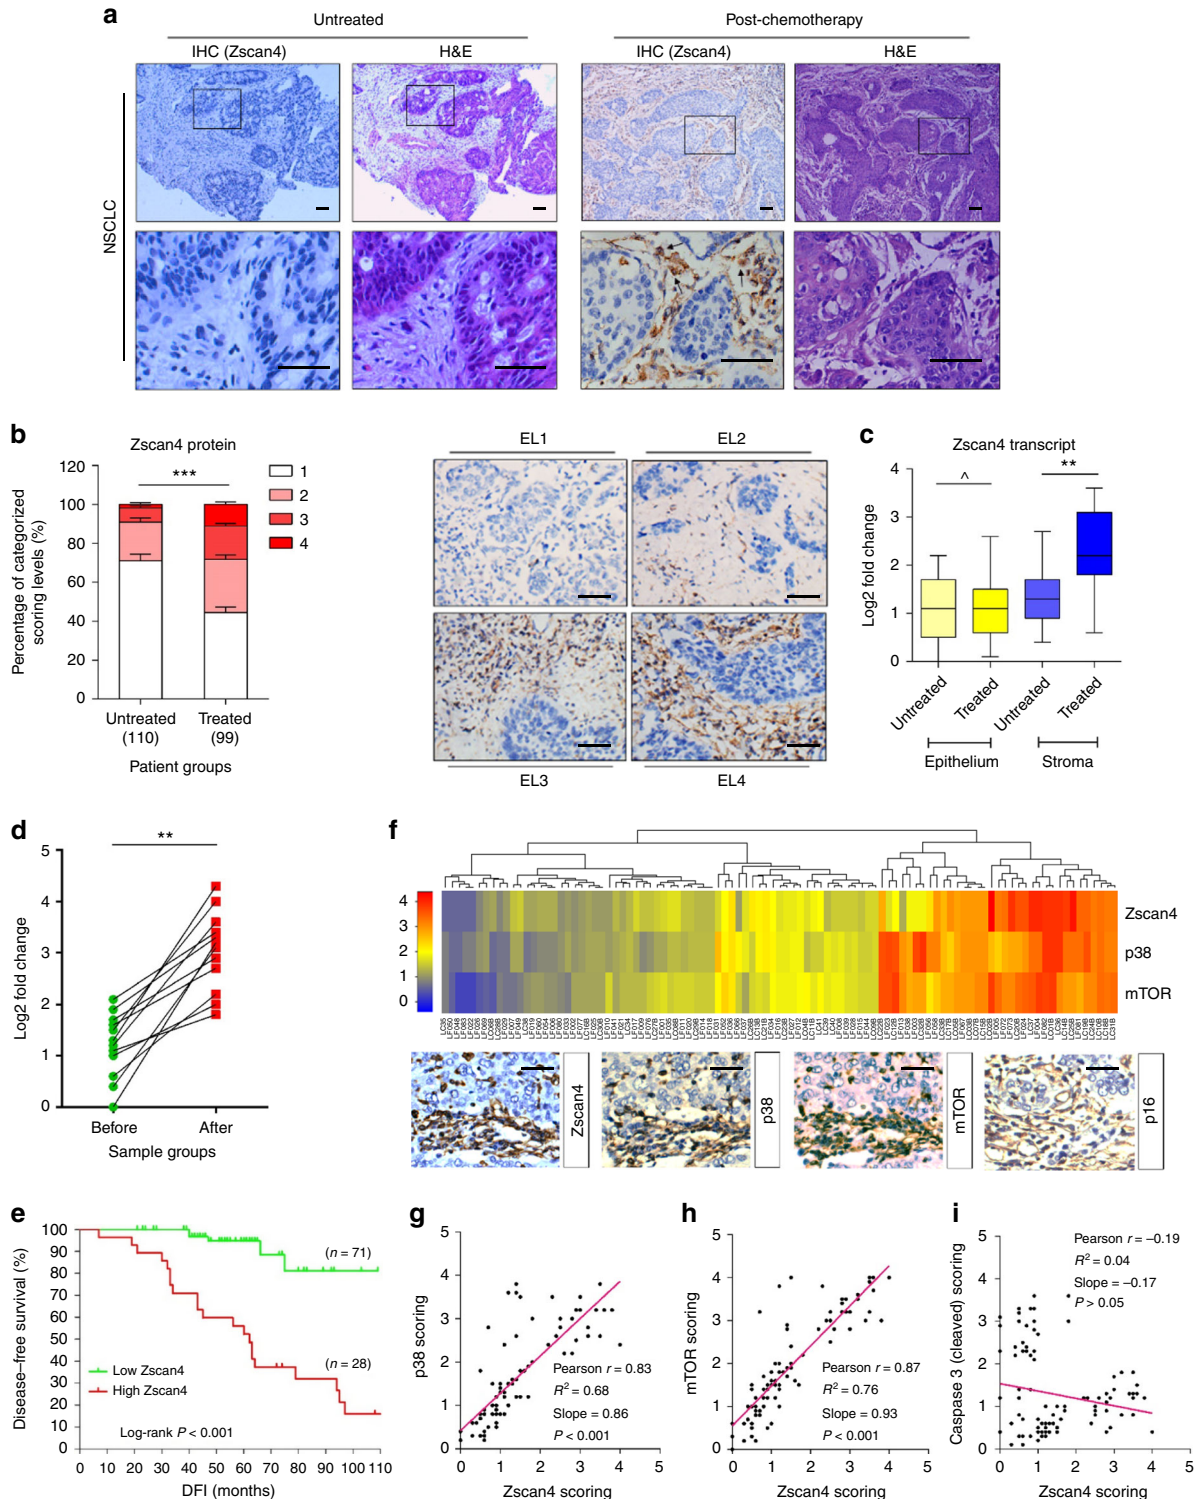 a
Untreated
Post-chemotherapy
IHC (Zscan4)
H&E
IHC (Zscan4)
H&E
NSCLC
b
Zscan4 protein
120
100
80
60
40
20
0
***
1
2
3
4
Percentage of categorized
scoring levels (%)
Untreated
(110)
Treated
(99)
Patient groups
EL1
EL2
EL3
EL4
c
Zscan4 transcript
4
3
2
1
0
^
**
Log2 fold change
Untreated
Treated
Untreated
Treated
Epithelium
Stroma
d
**
5
4
3
2
1
0
Log2 fold change
Before
After
Sample groups
f
4
3
2
1
0
Zscan4
p38
mTOR
Zscan4
p38
mTOR
p16
e
100
90
80
70
60
50
40
30
20
10
0
Disease–free survival (%)
(n = 71)
(n = 28)
Low Zscan4
High Zscan4
Log-rank P < 0.001
0 10 20 30 40 50 60 70 80 90 100 110
DFI (months)
g
5
4
3
2
1
0
p38 scoring
Pearson r = 0.83
R² = 0.68
Slope = 0.86
P < 0.001
0 1 2 3 4 5
Zscan4 scoring
h
5
4
3
2
1
0
mTOR scoring
Pearson r = 0.87
R² = 0.76
Slope = 0.93
P < 0.001
0 1 2 3 4 5
Zscan4 scoring
i
5
4
3
2
1
0
Caspase 3 (cleaved) scoring
Pearson r = –0.19
R² = 0.04
Slope = –0.17
P > 0.05
0 1 2 3 4 5
Zscan4 scoring